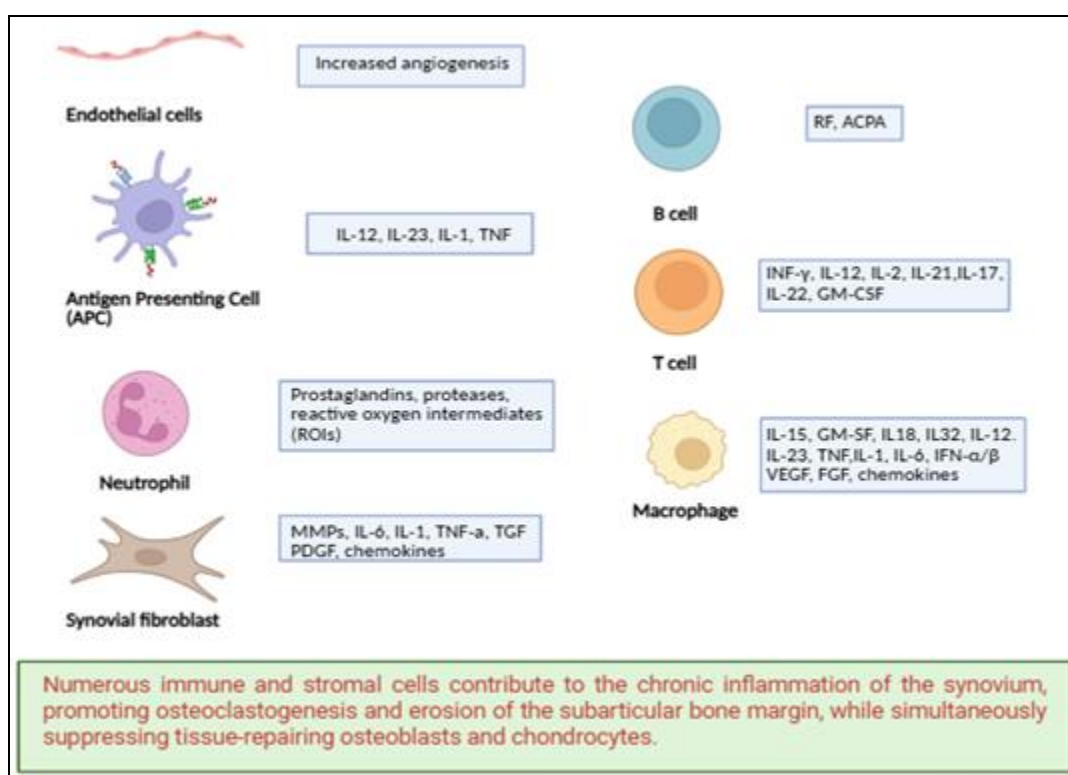 Increased angiogenesis
Endothelial cells
IL-12, IL-23, IL-1, TNF
Antigen Presenting Cell
(APC)
Prostaglandins, proteases,
reactive oxygen intermediates
(ROIs)
Neutrophil
MMPs, IL-6, IL-1, TNF-a, TGF
PDGF, chemokines
Synovial fibroblast
RF, ACPA
B cell
INF-γ, IL-12, IL-2, IL-21,IL-17,
IL-22, GM-CSF
T cell
IL-15, GM-SF, IL18, IL32, IL-12.
IL-23, TNF,IL-1, IL-6, IFN-α/β
VEGF, FGF, chemokines
Macrophage
Numerous immune and stromal cells contribute to the chronic inflammation of the synovium,
promoting osteoclastogenesis and erosion of the subarticular bone margin, while simultaneously
suppressing tissue-repairing osteoblasts and chondrocytes.